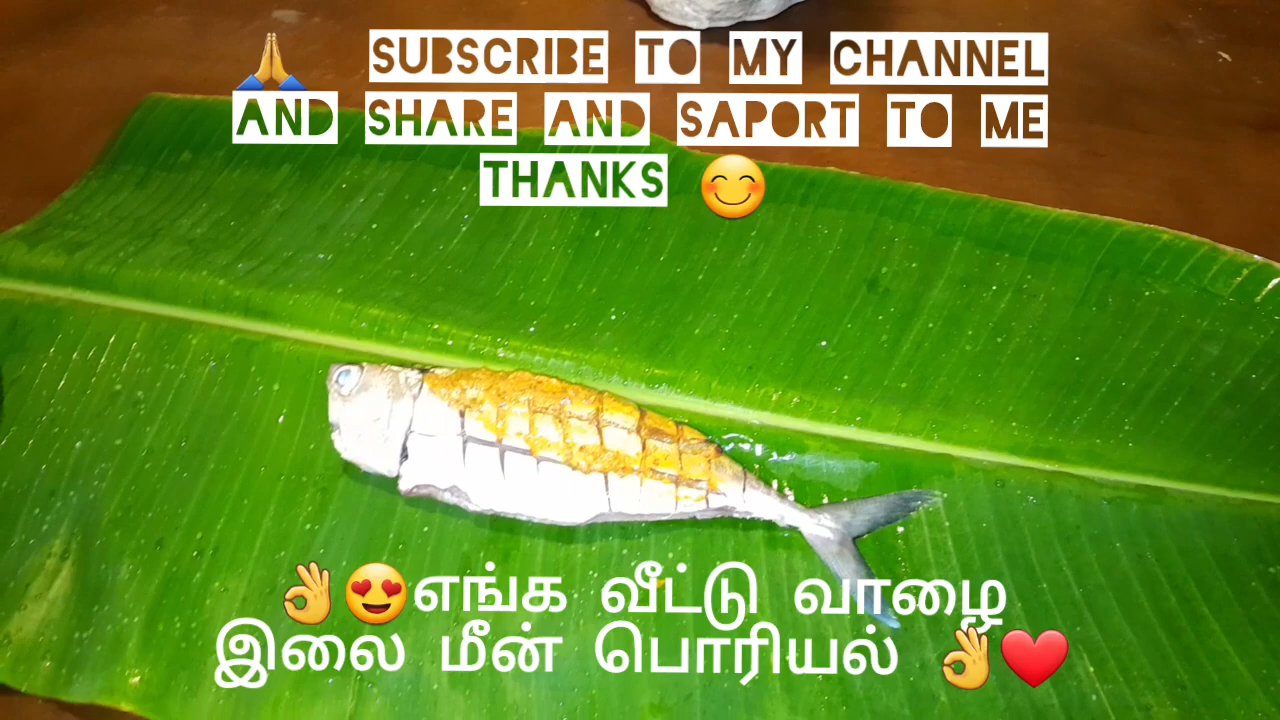 🙏 SUBSCRIBE TO MY CHANNEL
AND SHARE AND SAPORT TO ME
THANKS 😊
👌😍எங்க வீட்டு வாழை
இலை மீன் பொரியல் 👌❤️